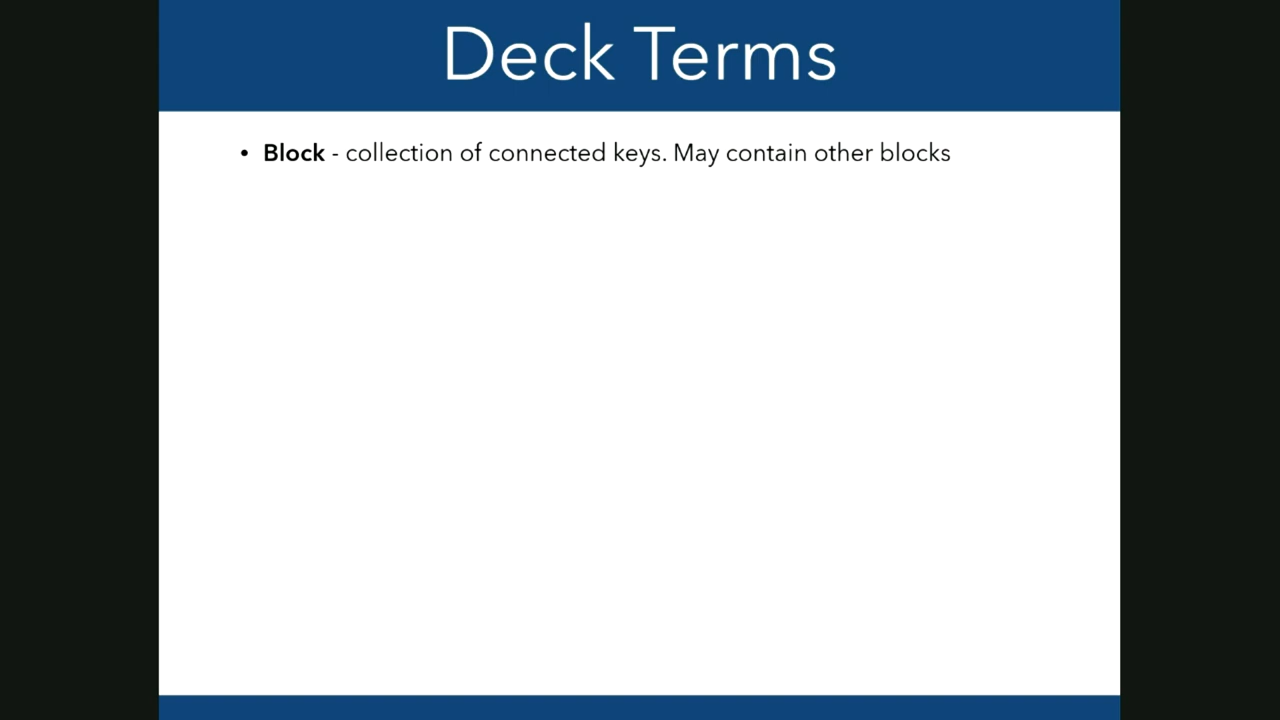 Deck Terms
• Block - collection of connected keys. May contain other blocks